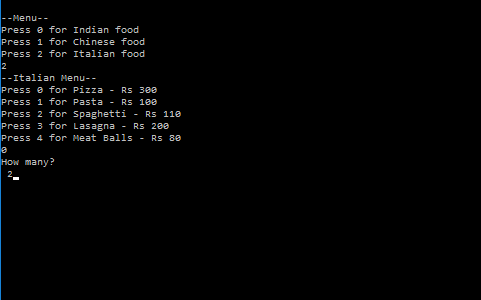 --Menu--
Press 0 for Indian food
Press 1 for Chinese food
Press 2 for Italian food
2
--Italian Menu--
Press 0 for Pizza - Rs 300
Press 1 for Pasta - Rs 100
Press 2 for Spaghetti - Rs 110
Press 3 for Lasagna - Rs 200
Press 4 for Meat Balls - Rs 80
0
How many?
2